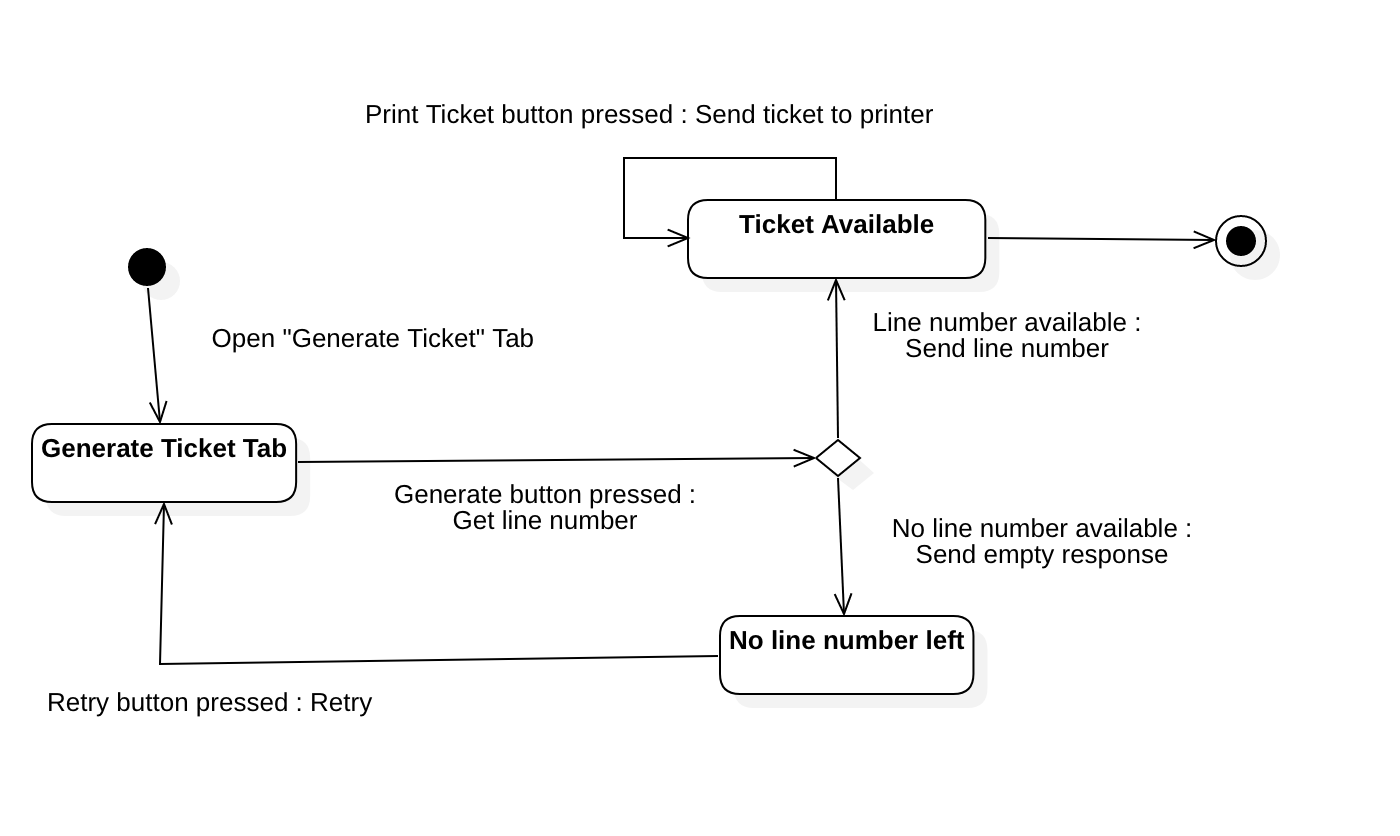 Print Ticket button pressed : Send ticket to printer
Ticket Available
Open "Generate Ticket" Tab
Line number available :
Send line number
Generate Ticket Tab
Generate button pressed :
Get line number
No line number available :
Send empty response
No line number left
Retry button pressed : Retry